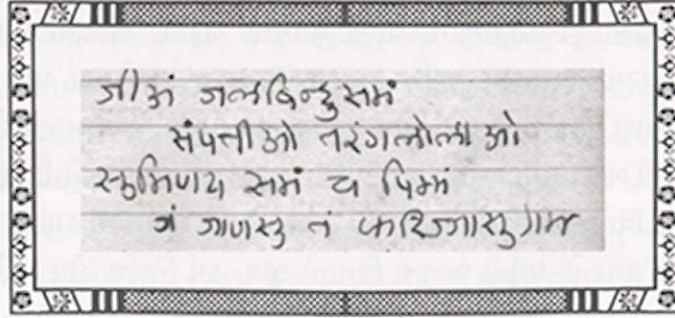 जीअं जलबिन्दुसमं
संपत्तीओ तरंगलोलाओ
सुमिणय समं च पिम्मं
जं जाणसु तं करिज्जासु